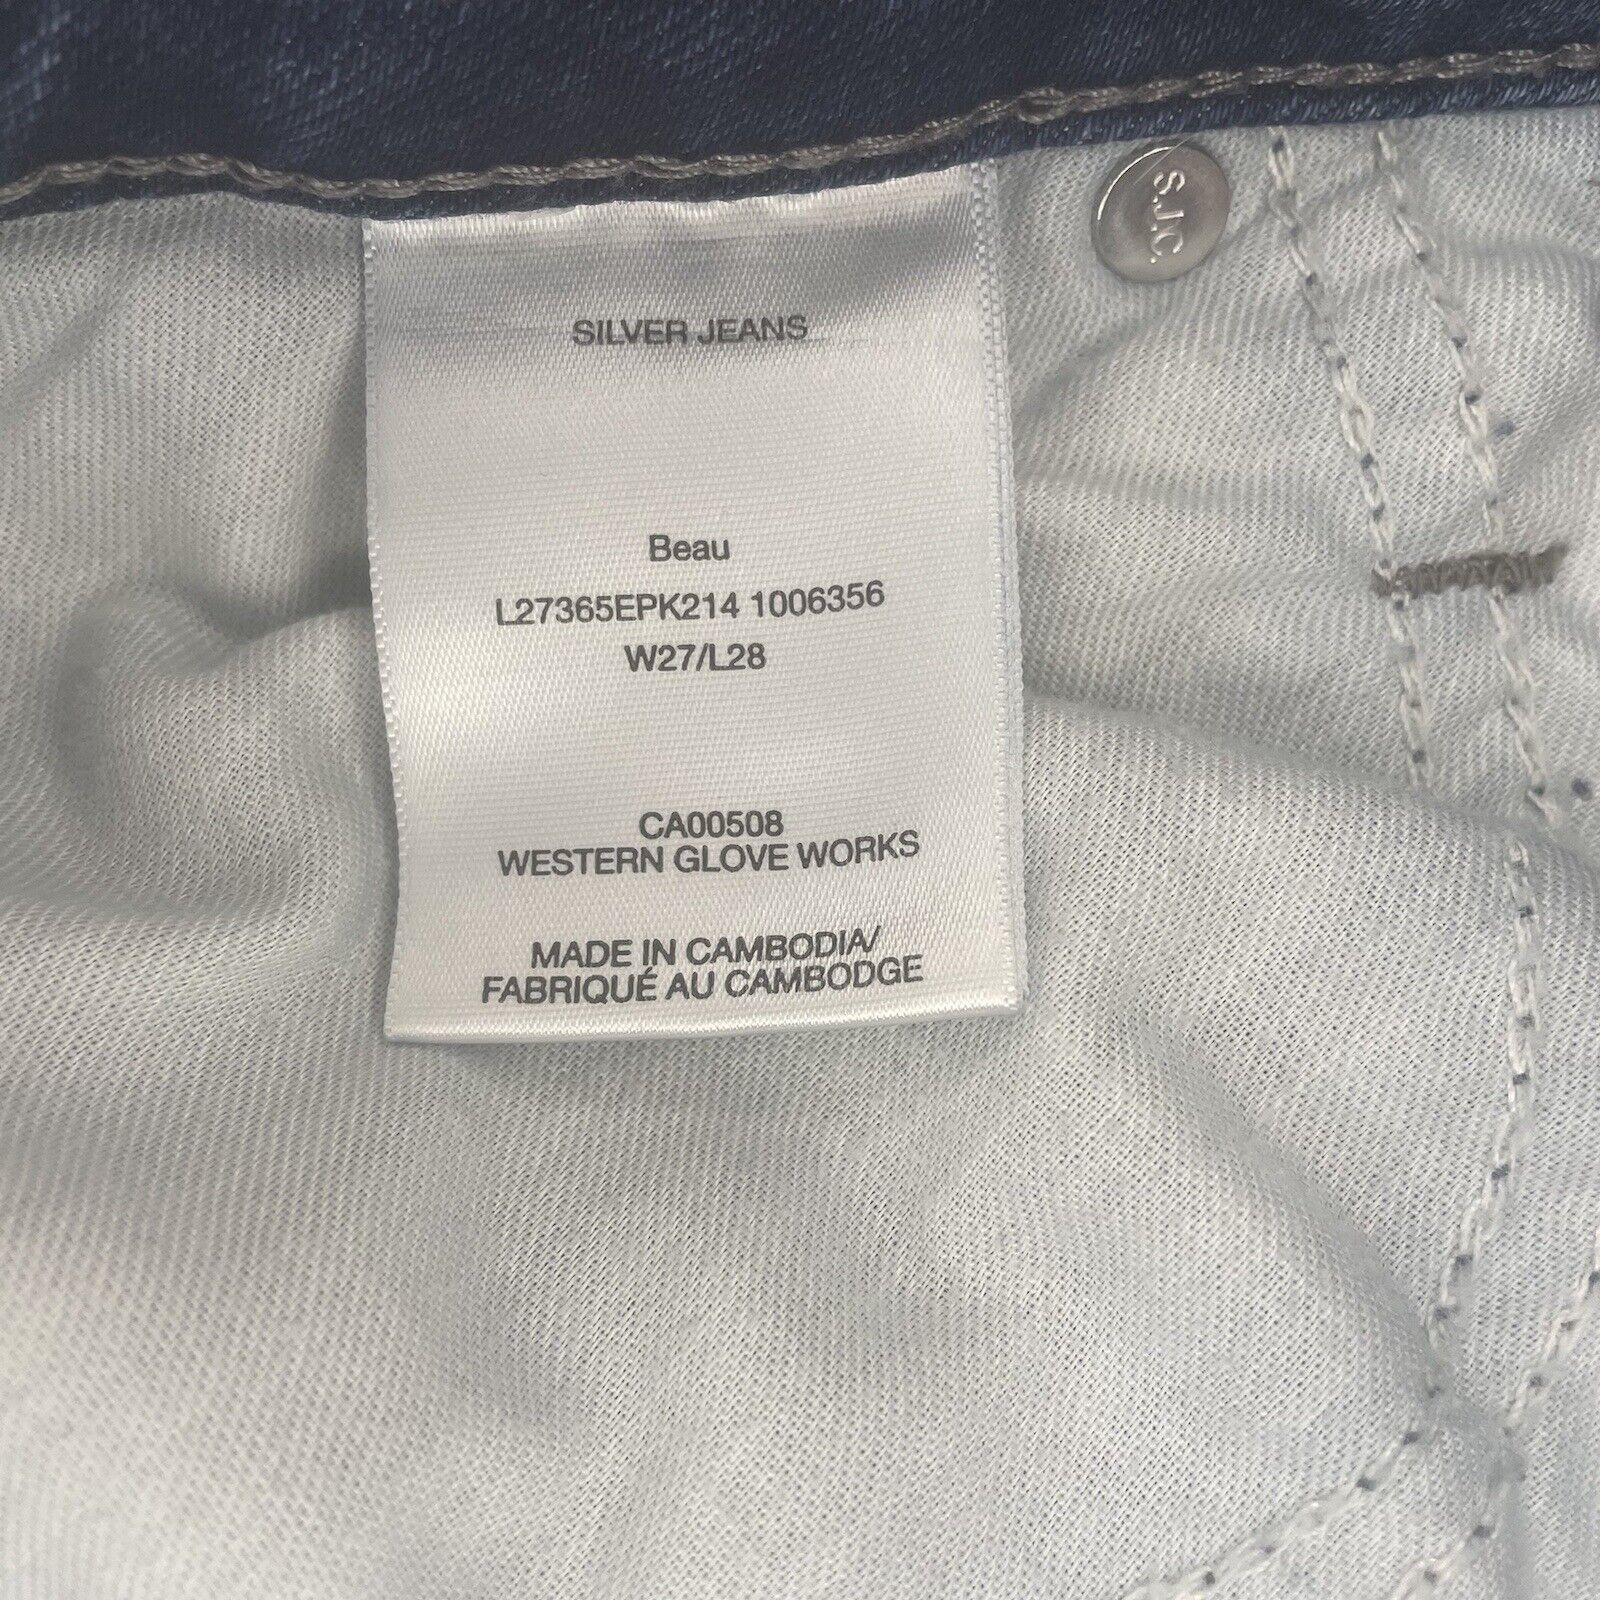 S.J.C.
SILVER JEANS
Beau
L27365EPK214 1006356
W27/L28
CA00508
WESTERN GLOVE WORKS
MADE IN CAMBODIA/
FABRIQUÉ AU CAMBODGE